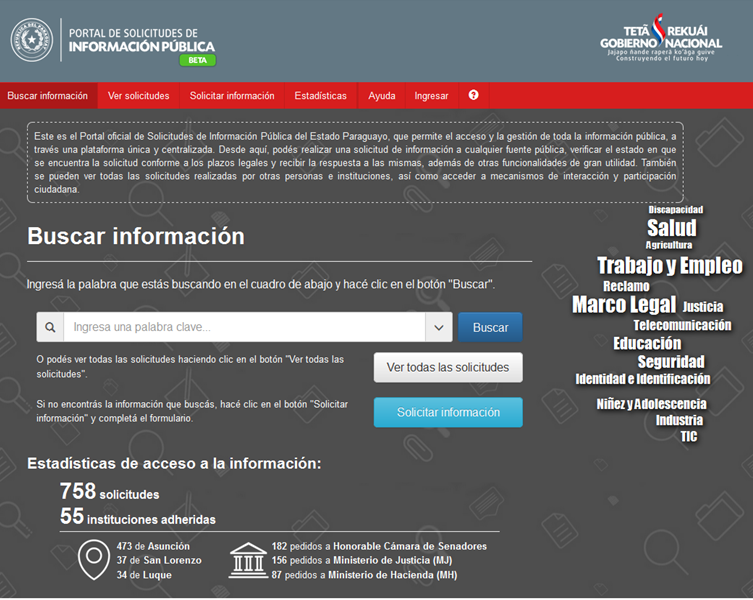 PORTAL DE SOLICITUDES DE
INFORMACIÓN PÚBLICA
BETA
TETÃ REKUÁI
GOBIERNO NACIONAL
Jajapo ñande raperã ko'ãga guive
Construyendo el futuro hoy
Buscar información
Ver solicitudes
Solicitar información
Estadísticas
Ayuda
Ingresar
?
Este es el Portal oficial de Solicitudes de Información Pública del Estado Paraguayo, que permite el acceso y la gestión de toda la información pública, a
través una plataforma única y centralizada. Desde aquí, podés realizar una solicitud de información a cualquier fuente pública, verificar el estado en que
se encuentra la solicitud conforme a los plazos legales y recibir la respuesta a las mismas, además de otras funcionalidades de gran utilidad. También
se pueden ver todas las solicitudes realizadas por otras personas e instituciones, así como acceder a mecanismos de interacción y participación
ciudadana.
Buscar información
Ingresá la palabra que estás buscando en el cuadro de abajo y hacé clic en el botón "Buscar".
Ingresa una palabra clave...
Buscar
O podés ver todas las solicitudes haciendo clic en el botón "Ver todas las
solicitudes".
Ver todas las solicitudes
Si no encontrás la información que buscás, hacé clic en el botón "Solicitar
información" y completá el formulario.
Solicitar información
Discapacidad
Salud
Agricultura
Trabajo y Empleo
Reclamo
Marco Legal Justicia
Telecomunicación
Educación
Seguridad
Identidad e Identificación
Niñez y Adolescencia
Industria
TIC
Estadísticas de acceso a la información:
758 solicitudes
55 instituciones adheridas
473 de Asunción
37 de San Lorenzo
34 de Luque
182 pedidos a Honorable Cámara de Senadores
156 pedidos a Ministerio de Justicia (MJ)
87 pedidos a Ministerio de Hacienda (MH)